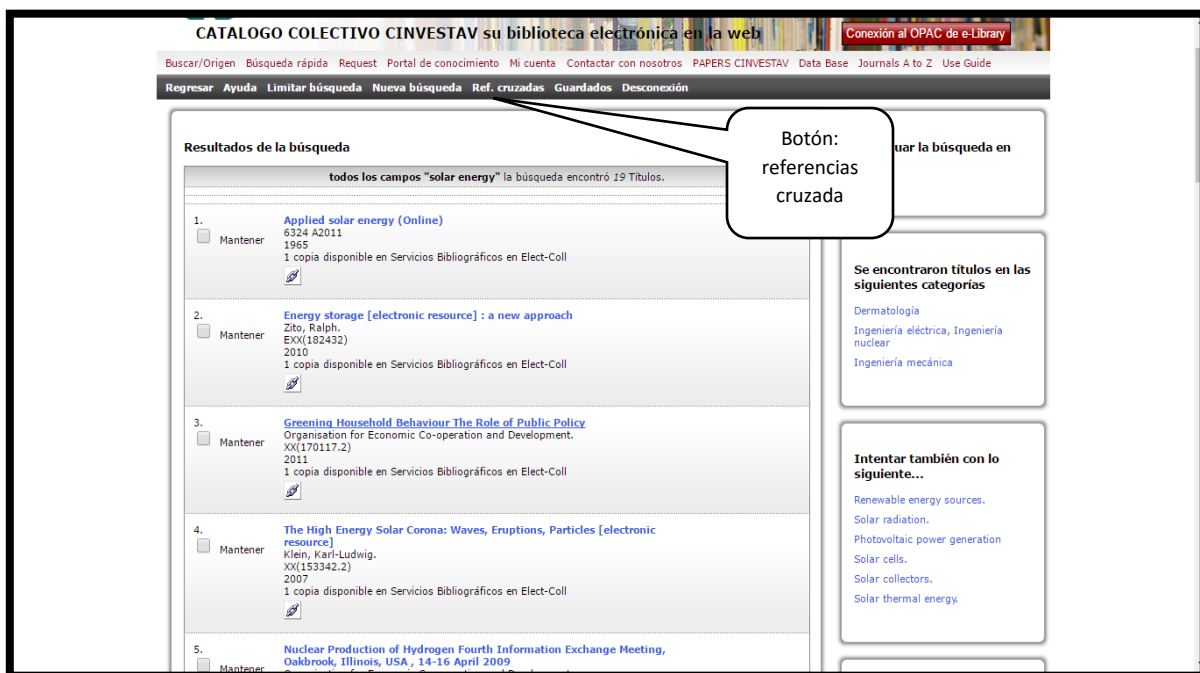 CATALOGO COLECTIVO CINVESTAV su biblioteca electrónica en la web
Conexión al OPAC de e-Library
Buscar/Origen Búsqueda rápida Request Portal de conocimiento Mi cuenta Contactar con nosotros PAPERS CINVESTAV Data Base Journals A to Z Use Guide
Regresar Ayuda Limitar búsqueda Nueva búsqueda Ref. cruzadas Guardados Desconexión
Botón:
referencias
cruzada
Resultados de la búsqueda
todos los campos "solar energy" la búsqueda encontró 19 Títulos.
1.
Mantener
Applied solar energy (Online)
6324 A2011
1965
1 copia disponible en Servicios Bibliográficos en Elect-Coll
2.
Mantener
Energy storage [electronic resource] : a new approach
Zito, Ralph.
EXX(182432)
2010
1 copia disponible en Servicios Bibliográficos en Elect-Coll
3.
Mantener
Greening Household Behaviour The Role of Public Policy
Organisation for Economic Co-operation and Development.
XX(170117.2)
2011
1 copia disponible en Servicios Bibliográficos en Elect-Coll
4.
Mantener
The High Energy Solar Corona: Waves, Eruptions, Particles [electronic
resource]
Klein, Karl-Ludwig.
XX(153342.2)
2007
1 copia disponible en Servicios Bibliográficos en Elect-Coll
5.
Mantener
Nuclear Production of Hydrogen Fourth Information Exchange Meeting,
Oakbrook, Illinois, USA , 14-16 April 2009
uar la búsqueda en
Se encontraron títulos en las
siguientes categorías
Dermatología
Ingeniería eléctrica, Ingeniería
nuclear
Ingeniería mecánica
Intentar también con lo
siguiente...
Renewable energy sources.
Solar radiation.
Photovoltaic power generation
Solar cells.
Solar collectors.
Solar thermal energy.